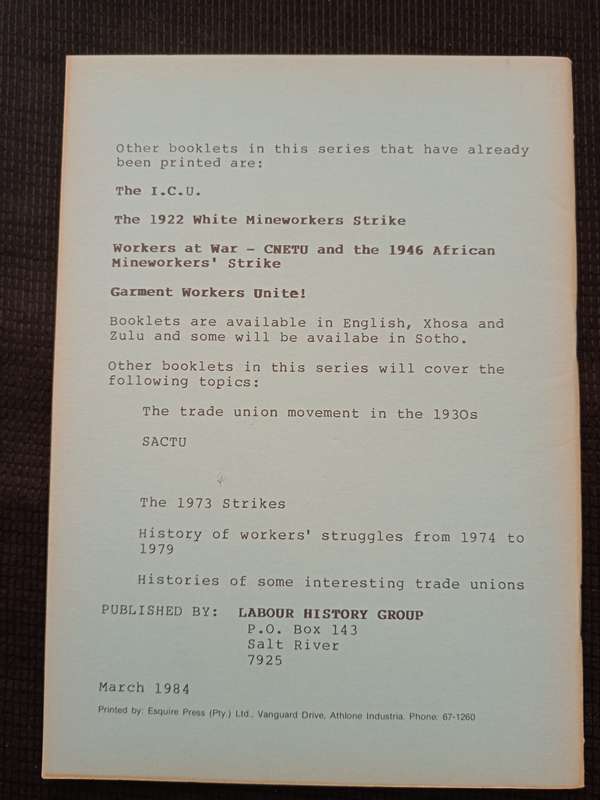 Other booklets in this series that have already
been printed are:
The I.C.U.
The 1922 White Mineworkers Strike
Workers at War - CNETU and the 1946 African
Mineworkers' Strike
Garment Workers Unite!
Booklets are available in English, Xhosa and
Zulu and some will be availabe in Sotho.
Other booklets in this series will cover the
following topics:
The trade union movement in the 1930s
SACTU
The 1973 Strikes
History of workers' struggles from 1974 to
1979
Histories of some interesting trade unions
PUBLISHED BY: LABOUR HISTORY GROUP
P.O. Box 143
Salt River
7925
March 1984
Printed by: Esquire Press (Pty.) Ltd., Vanguard Drive, Athlone Industria. Phone: 67-1260